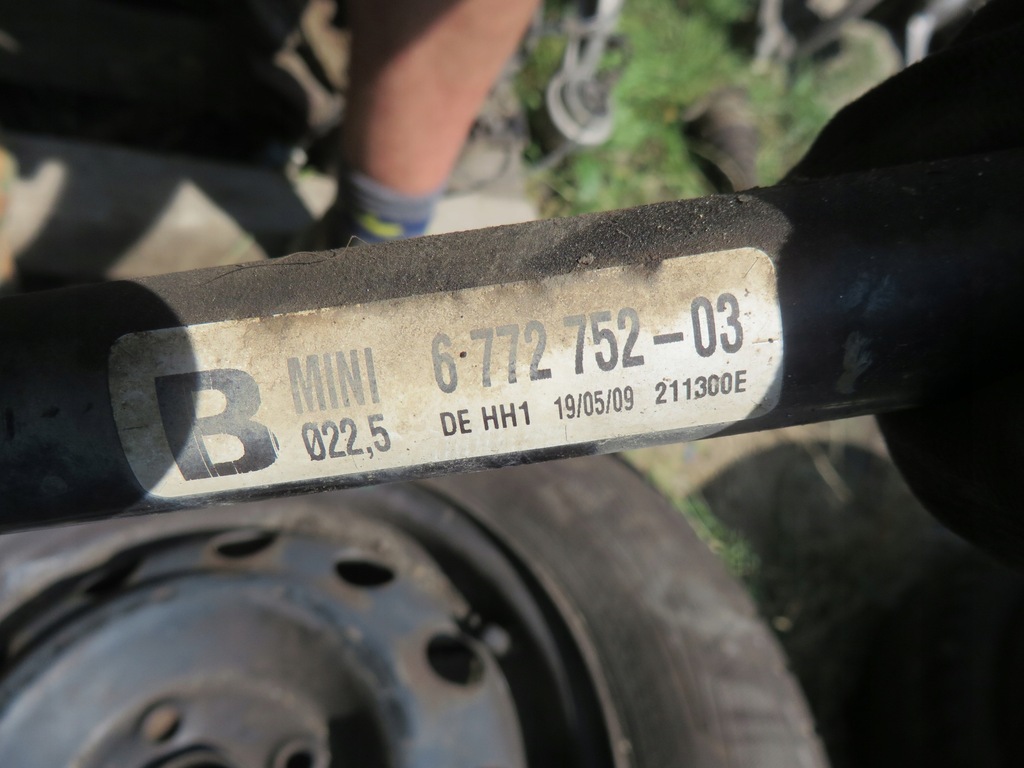 B
MINI 6 772 752-03
Ø22,5 DE HH1 19/05/09 211300E